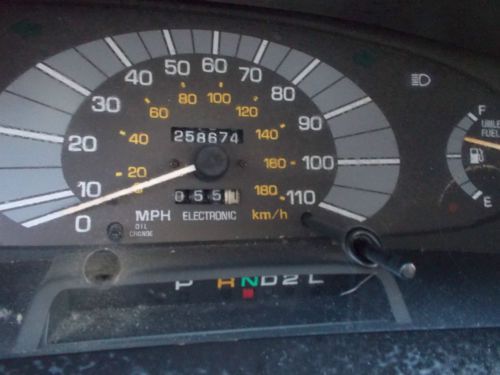 0 10 20 30 40 50 60 70 80 90 100 110
20 40 60 80 100 120 140 160 180
258674
055
MPH ELECTRONIC km/h
OIL
CHANGE
F
FUEL
E
P N D 2 L